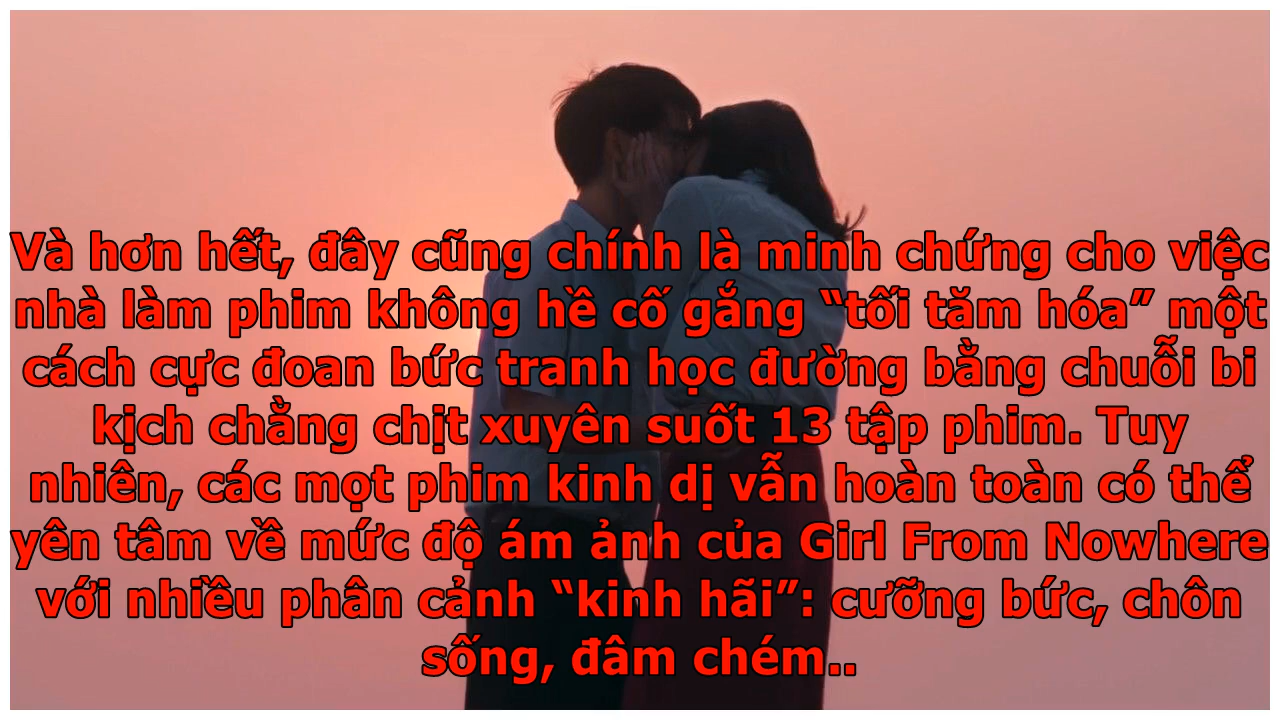 Và hơn hết, đây cũng chính là minh chứng cho việc
nhà làm phim không hề cố gắng “tối tăm hóa” một
cách cực đoan bức tranh học đường bằng chuỗi bi
kịch chằng chịt xuyên suốt 13 tập phim. Tuy
nhiên, các mọt phim kinh dị vẫn hoàn toàn có thể
yên tâm về mức độ ám ảnh của Girl From Nowhere
với nhiều phân cảnh “kinh hãi”: cưỡng bức, chôn
sống, đâm chém..